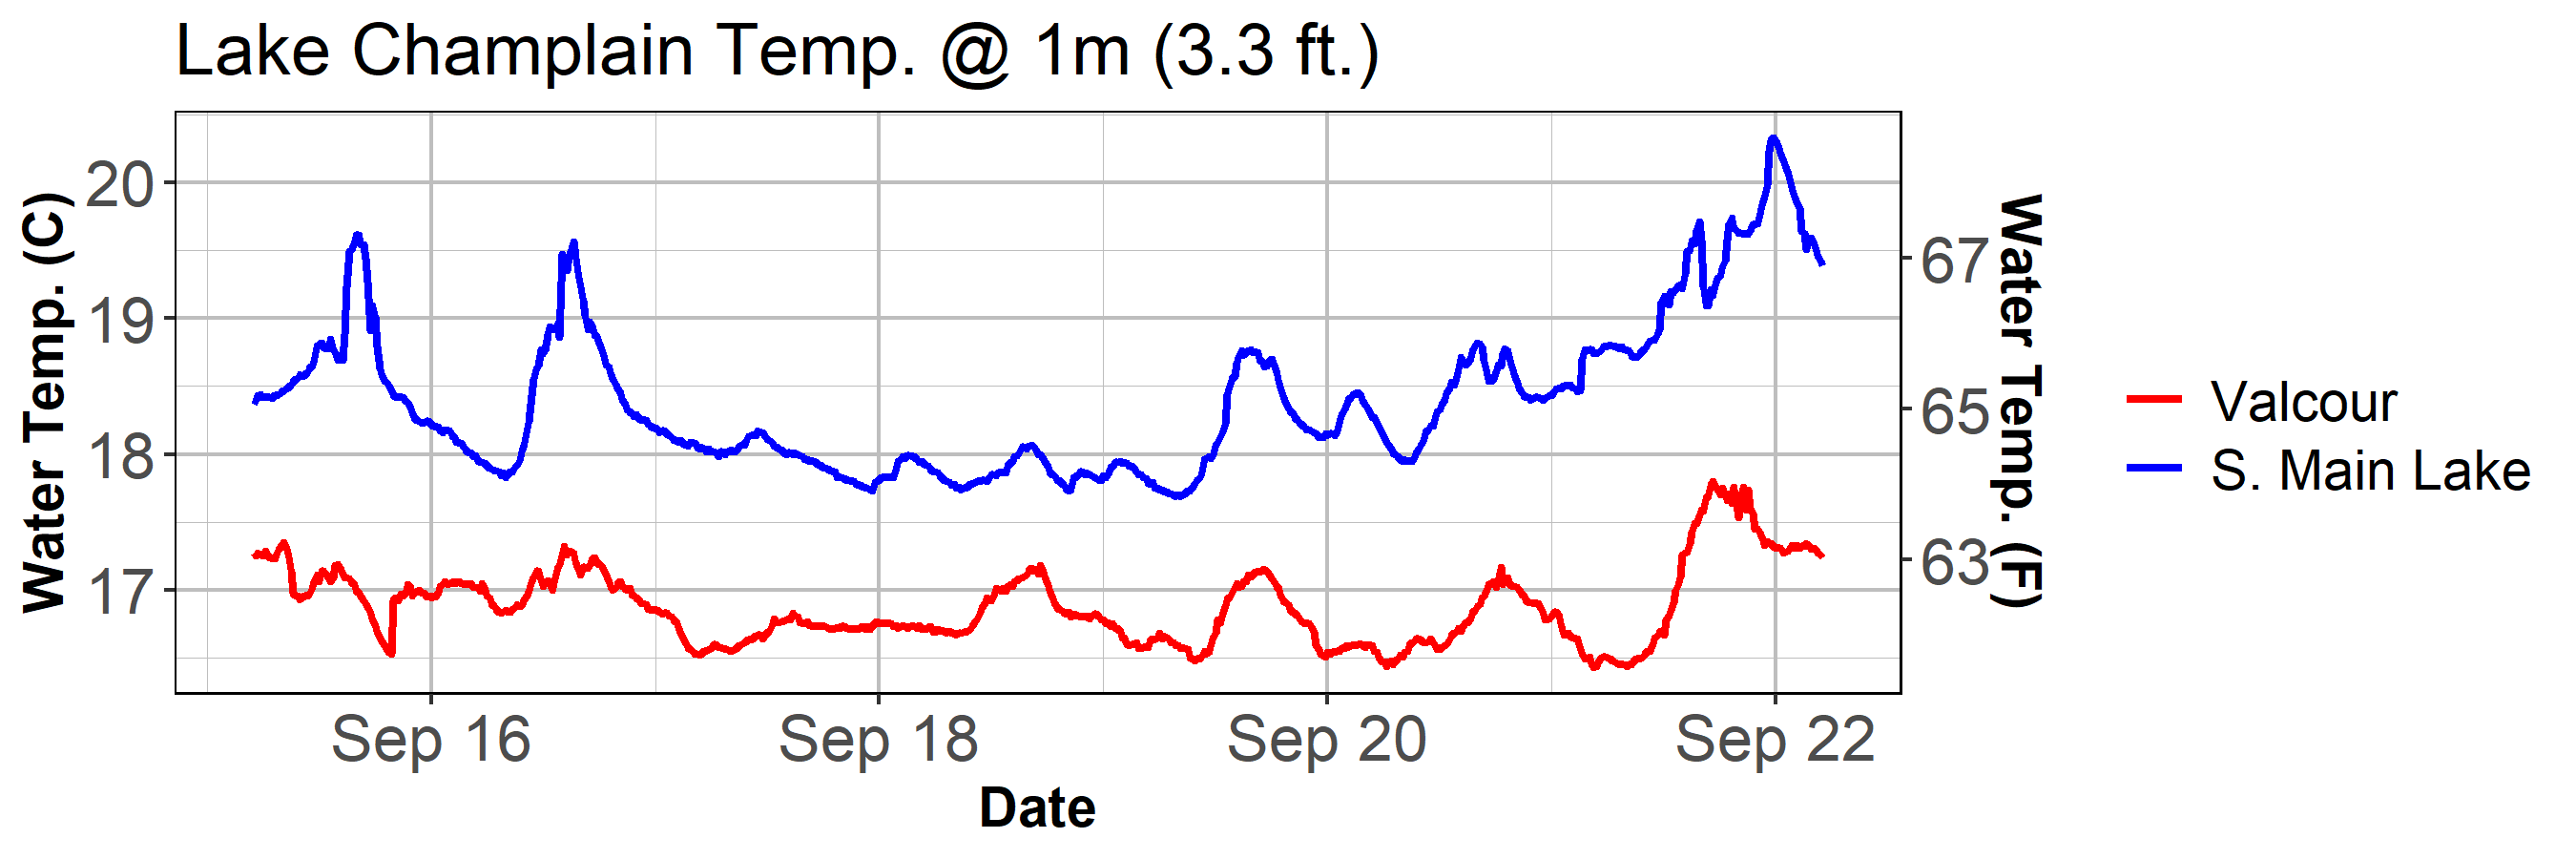 Lake Champlain Temp. @ 1m (3.3 ft.)
Water Temp. (C)
20
19
18
17
67
65
63
Water Temp. (F)
Sep 16
Sep 18
Sep 20
Sep 22
Date
Valcour
S. Main Lake